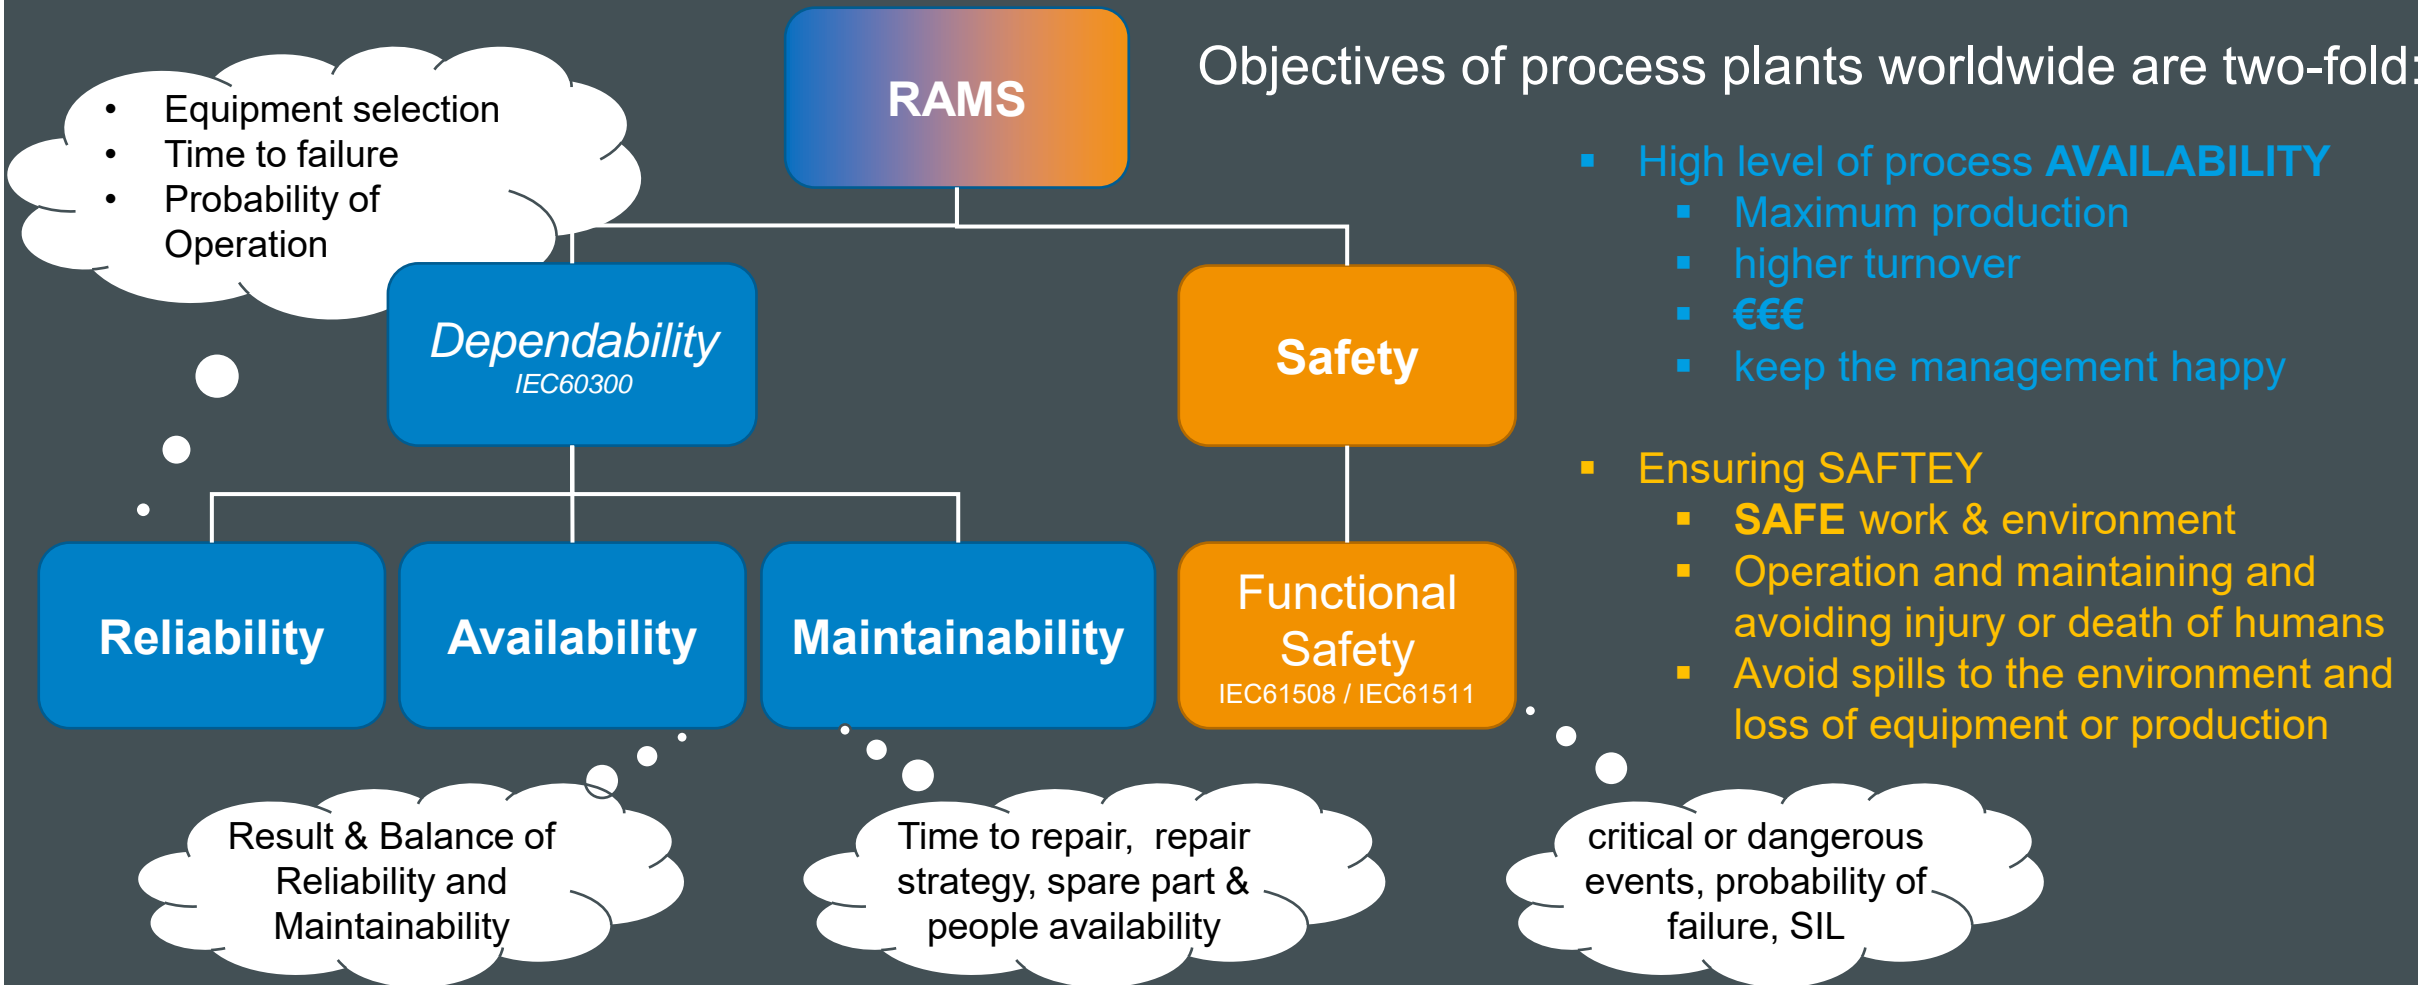 RAMS
Objectives of process plants worldwide are two-fold:
• Equipment selection
• Time to failure
• Probability of
Operation
Dependability
IEC60300
Safety
Reliability
Availability
Maintainability
Functional
Safety
IEC61508 / IEC61511
Result & Balance of
Reliability and
Maintainability
Time to repair, repair
strategy, spare part &
people availability
critical or dangerous
events, probability of
failure, SIL
▪ High level of process AVAILABILITY
▪ Maximum production
▪ higher turnover
▪ €€€
▪ keep the management happy
▪ Ensuring SAFTEY
▪ SAFE work & environment
▪ Operation and maintaining and
avoiding injury or death of humans
▪ Avoid spills to the environment and
loss of equipment or production